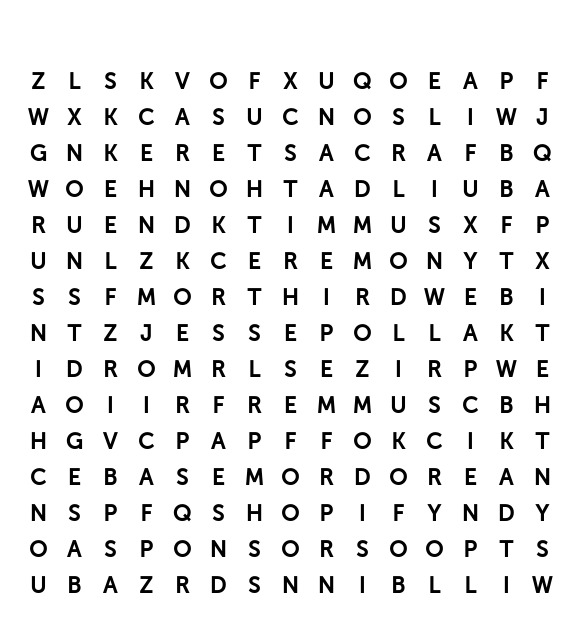 Z L S K V O F X U Q O E A P F
W X K C A S U C N O S L I W J
G N K E R E T S A C R A F B Q
W O E H N O H T A D L I U B A
R U E N D K T I M M U S X F P
U N L Z K C E R E M O N Y T X
S S F M O R T H I R D W E B I
N T Z J E S S E P O L L A K T
I D R O M R L S E Z I R P W E
A O I I R F R E M M U S C B H
H G V C P A P F F O K C I K T
C E B A S E M O R D O R E A N
N S P F Q S H O P I F Y N D Y
O A S P O N S O R S O O P T S
U B A Z R D S N N I B L L I W